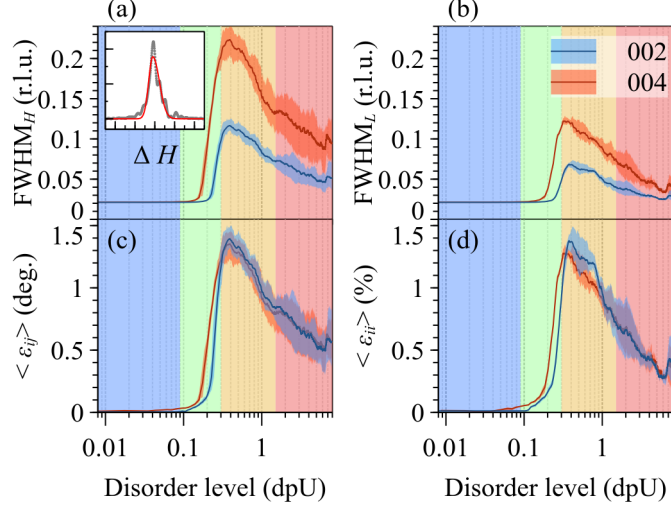 (a)
(b)
0.2
0.15
0.1
0.05
0
FWHM_H (r.l.u.)
Δ H
0.2
0.15
0.1
0.05
0
FWHM_L (r.l.u.)
002
004
(c)
(d)
1.5
1
0.5
0
< ε_ij > (deg.)
1.5
1
0.5
0
< ε_ii > (%)
0.01 0.1 1
0.01 0.1 1
Disorder level (dpU)
Disorder level (dpU)